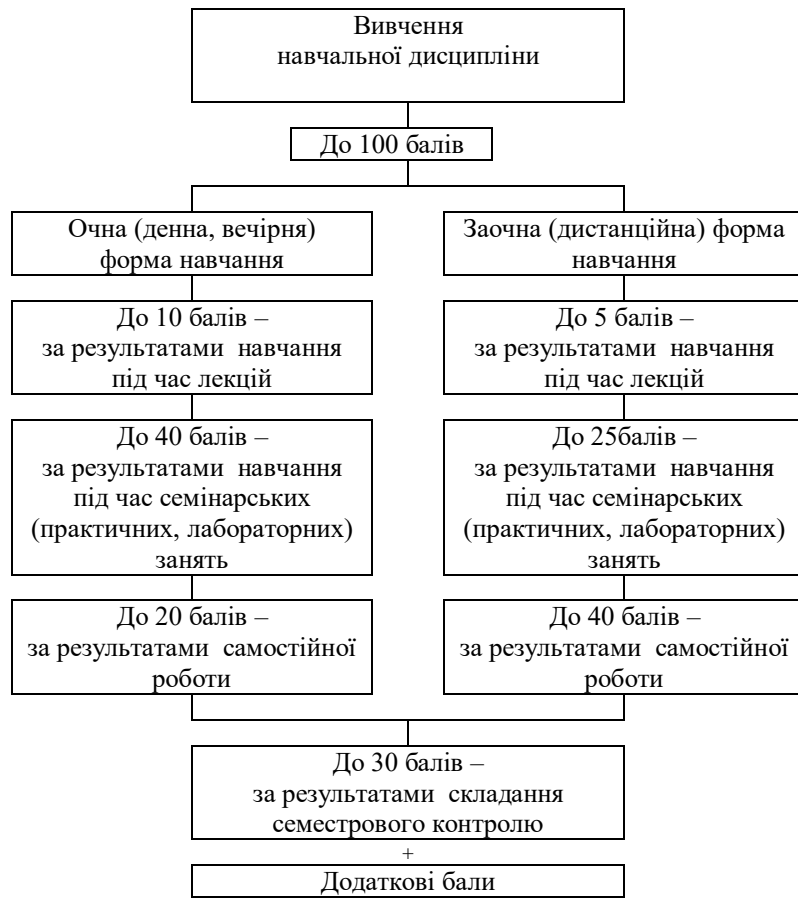 Вивчення
навчальної дисципліни
До 100 балів
Очна (денна, вечірня)
форма навчання
Заочна (дистанційна) форма
навчання
До 10 балів –
за результатами навчання
під час лекцій
До 5 балів –
за результатами навчання
під час лекцій
До 40 балів –
за результатами навчання
під час семінарських
(практичних, лабораторних)
занять
До 25балів –
за результатами навчання
під час семінарських
(практичних, лабораторних)
занять
До 20 балів –
за результатами самостійної
роботи
До 40 балів –
за результатами самостійної
роботи
До 30 балів –
за результатами складання
семестрового контролю
+
Додаткові бали